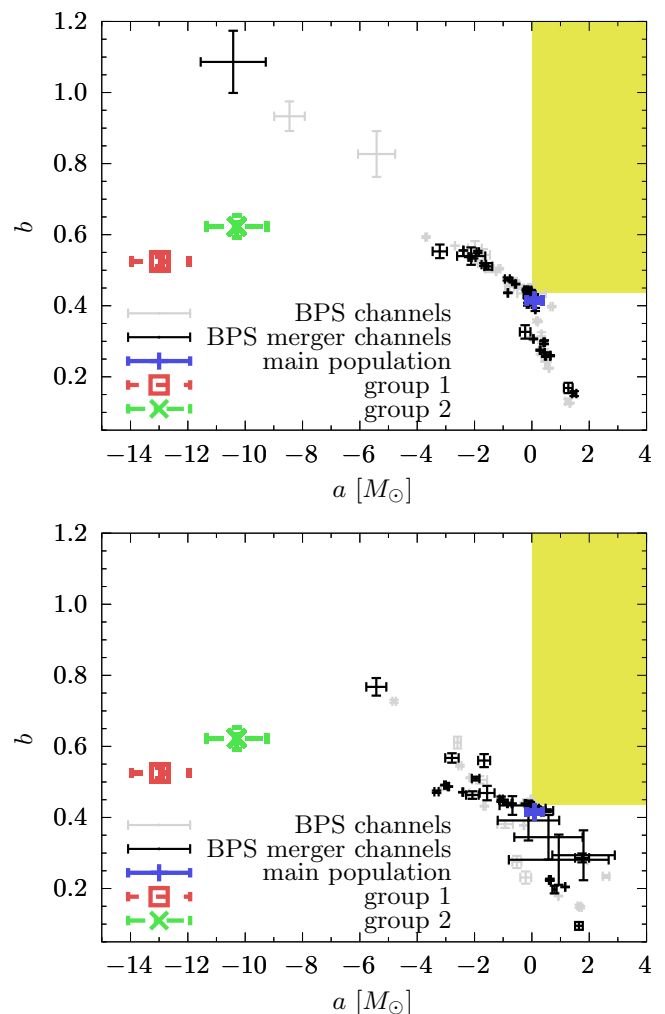 1.2
1.0
0.8
0.6
0.4
0.2
b
BPS channels
BPS merger channels
main population
group 1
group 2
−14 −12 −10 −8 −6 −4 −2 0 2 4
a [M⊙]
1.2
1.0
0.8
0.6
0.4
0.2
b
BPS channels
BPS merger channels
main population
group 1
group 2
−14 −12 −10 −8 −6 −4 −2 0 2 4
a [M⊙]